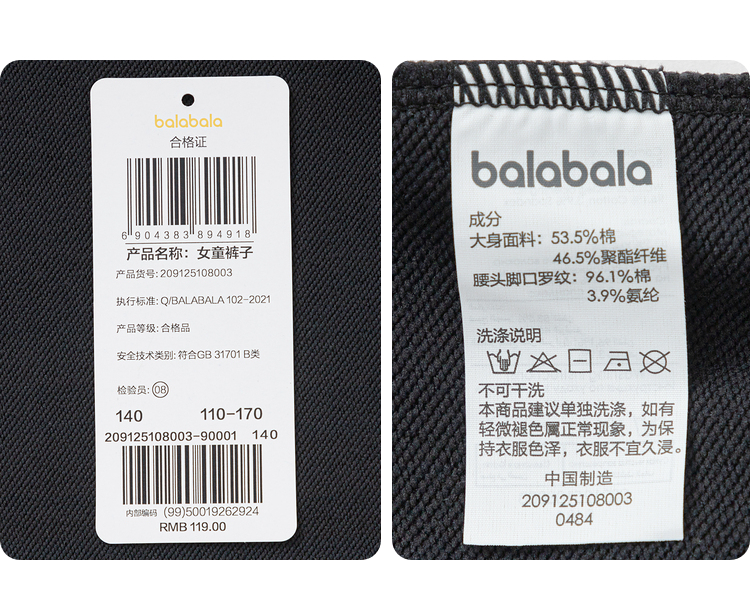 balabala
合格证
6 904383 894918
产品名称：女童裤子
产品货号：209125108003
执行标准：Q/BALABALA 102-2021
产品等级：合格品
安全技术类别：符合GB 31701 B类
检验员：08
140 110-170
209125108003-90001 140
内部编码 (99)50019262924
RMB 119.00
balabala
成分
大身面料：53.5%棉
46.5%聚酯纤维
腰头脚口罗纹：96.1%棉
3.9%氨纶
洗涤说明
不可干洗
本商品建议单独洗涤，如有
轻微褪色属正常现象，为保
持衣服色泽，衣服不宜久浸。
中国制造
209125108003
0484